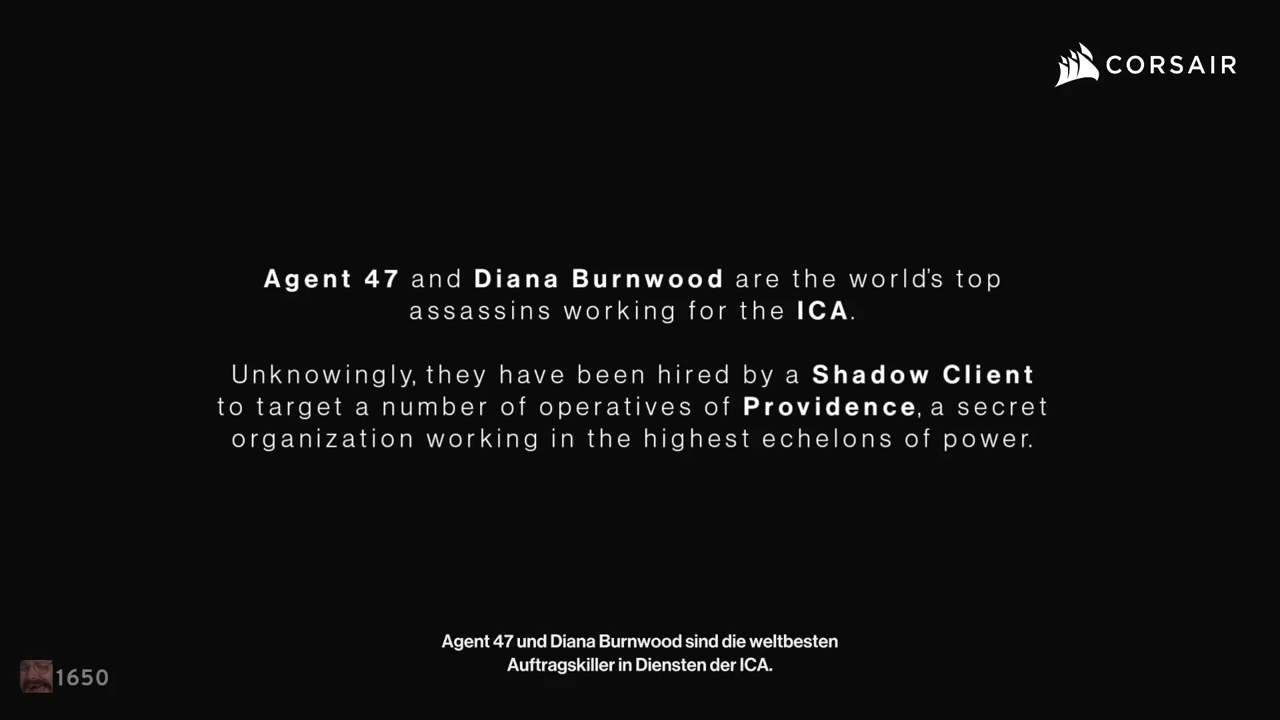 CORSAIR
Agent 47 and Diana Burnwood are the world's top
assassins working for the ICA.
Unknowingly, they have been hired by a Shadow Client
to target a number of operatives of Providence, a secret
organization working in the highest echelons of power.
Agent 47 und Diana Burnwood sind die weltbesten
Auftragskiller in Diensten der ICA.
1650